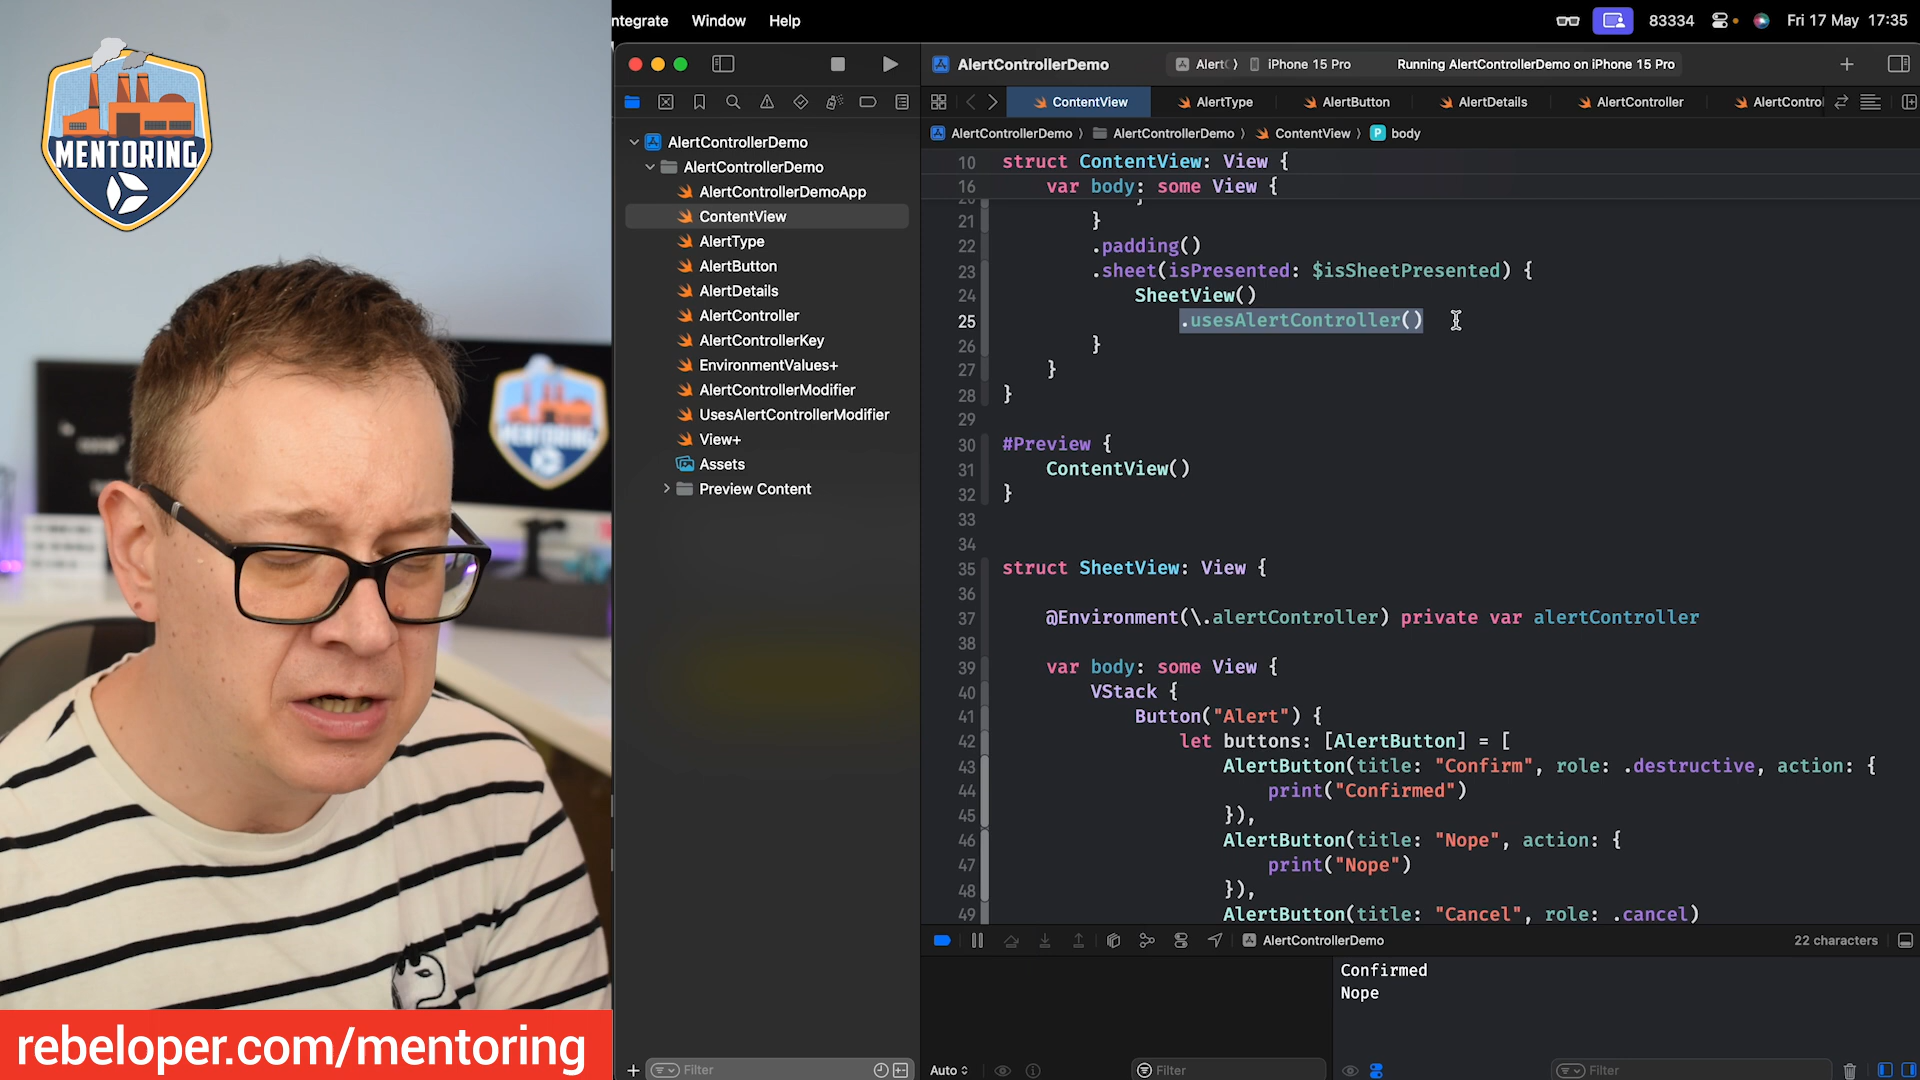 ntegrate Window Help
83334 Fri 17 May 17:35
MENTORING
MENTORING
rebeloper.com/mentoring
AlertControllerDemo
AlertC iPhone 15 Pro
Running AlertControllerDemo on iPhone 15 Pro
ContentView
AlertType
AlertButton
AlertDetails
AlertController
AlertContro
AlertControllerDemo
AlertControllerDemo
AlertControllerDemoApp
ContentView
AlertType
AlertButton
AlertDetails
AlertController
AlertControllerKey
EnvironmentValues+
AlertControllerModifier
UsesAlertControllerModifier
View+
Assets
Preview Content
Filter
AlertControllerDemo AlertControllerDemo ContentView P body
10 struct ContentView: View {
16 var body: some View {
21 }
22 .padding()
23 .sheet(isPresented: $isSheetPresented) {
24 SheetView()
25 .usesAlertController()
26 }
27 }
28 }
29
30 #Preview {
31 ContentView()
32 }
33
34
35 struct SheetView: View {
36
37 @Environment(\.alertController) private var alertController
38
39 var body: some View {
40 VStack {
41 Button("Alert") {
42 let buttons: [AlertButton] = [
43 AlertButton(title: "Confirm", role: .destructive, action: {
44 print("Confirmed")
45 }),
46 AlertButton(title: "Nope", action: {
47 print("Nope")
48 }),
49 AlertButton(title: "Cancel", role: .cancel)
AlertControllerDemo 22 characters
Confirmed
Nope
Auto
Filter
Filter